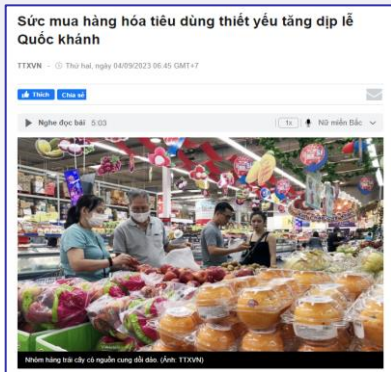 Sức mua hàng hóa tiêu dùng thiết yếu tăng dịp lễ
Quốc khánh
TTXVN - Thứ hai, ngày 04/09/2023 06:45 GMT+7
Thích Chia sẻ
Nghe đọc bài 5:03 1x Nữ miền Bắc
Nhóm hàng trái cây có nguồn cung dồi dào. (Ảnh: TTXVN)